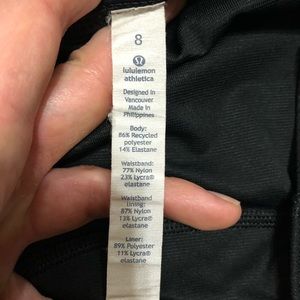 8
lululemon
athletica
Designed in
Vancouver
Made in
Philippines
Body:
86% Recycled
polyester
14% Elastane
Waistband:
77% Nylon
23% Lycra®
elastane
Waistband
lining:
87% Nylon
13% Lycra®
elastane
Liner:
89% Polyester
11% Lycra®
elastane